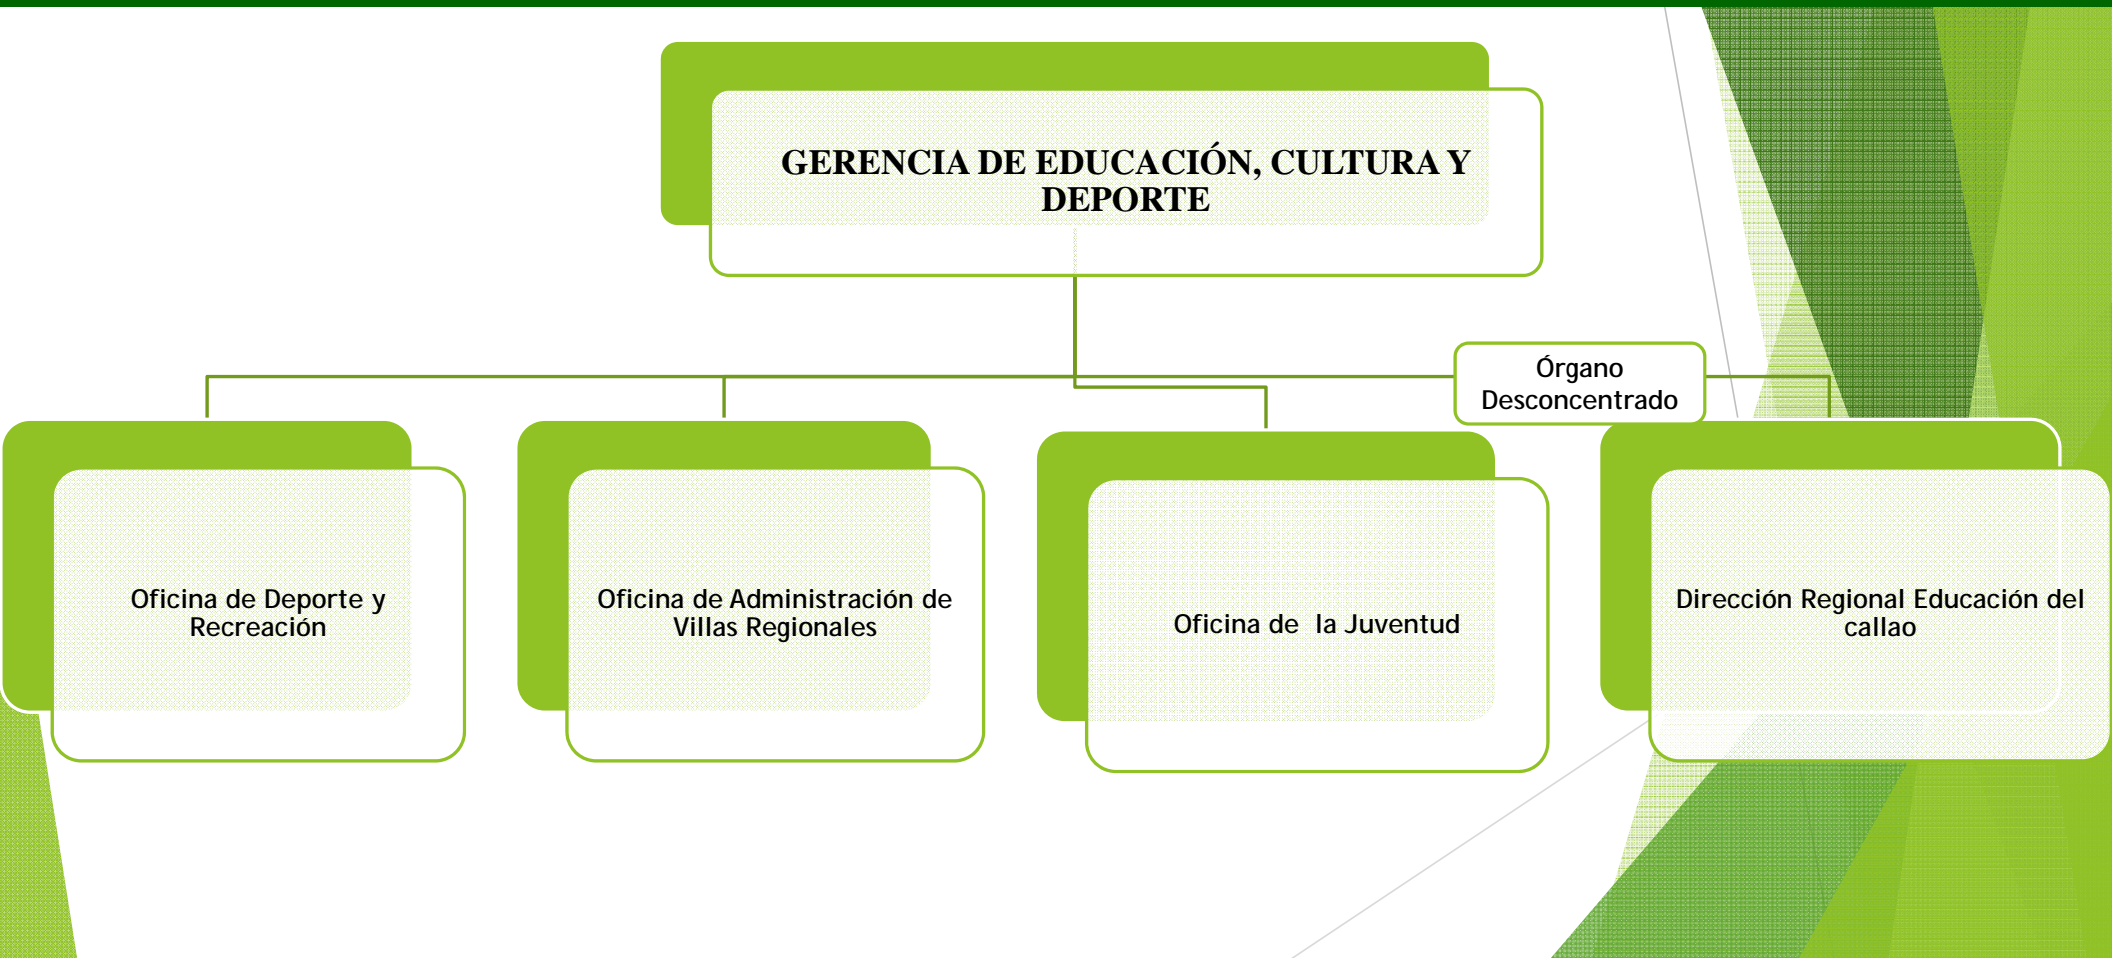 GERENCIA DE EDUCACIÓN, CULTURA Y
DEPORTE
Órgano
Desconcentrado
Oficina de Deporte y
Recreación
Oficina de Administración de
Villas Regionales
Oficina de  la Juventud
Dirección Regional Educación del
callao